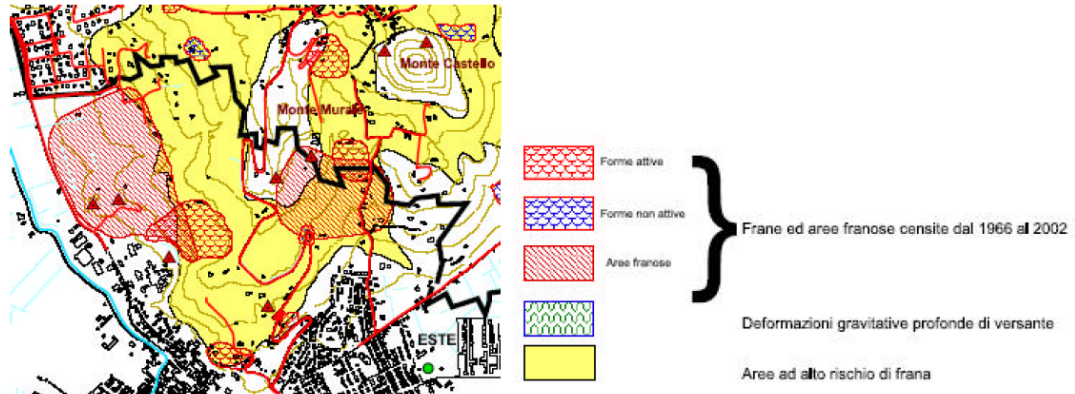 Monte Castello
Monte Murale
ESTE
Forme attive
Forme non attive
Aree franose
Frane ed aree franose censite dal 1966 al 2002
Deformazioni gravitative profonde di versante
Aree ad alto rischio di frana